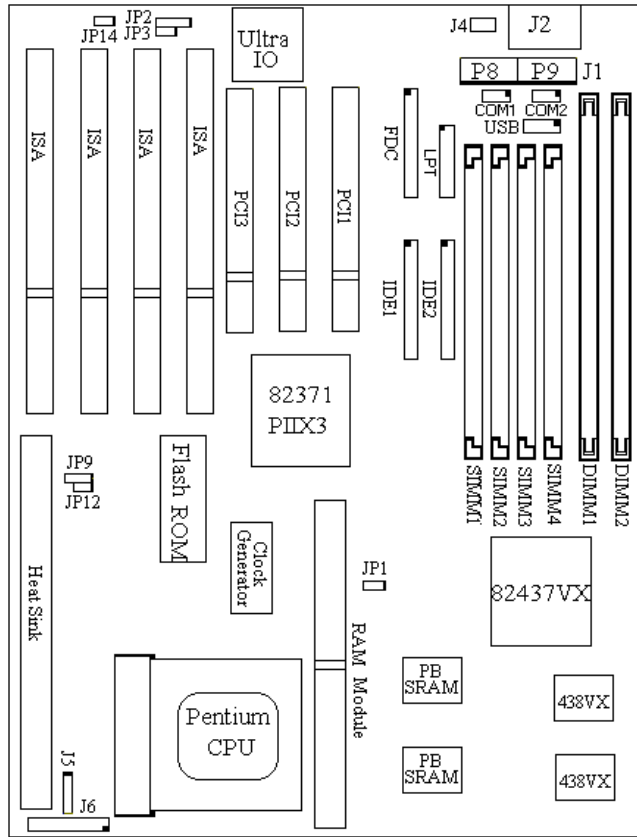 JP14
JP2
JP3
Ultra
IO
J4
J2
P8
P9
J1
COM1
COM2
USB
ISA
ISA
ISA
ISA
PCI3
PCI2
PCI1
FDC
LPT
IDE1
IDE2
82371
PIIX3
SIMM1
SIMM2
SIMM3
SIMM4
DIMM1
DIMM2
JP9
JP12
Flash ROM
Clock
Generator
JP1
82437VX
Heat Sink
RAM Module
Pentium
CPU
PB
SRAM
438VX
PB
SRAM
438VX
J5
J6